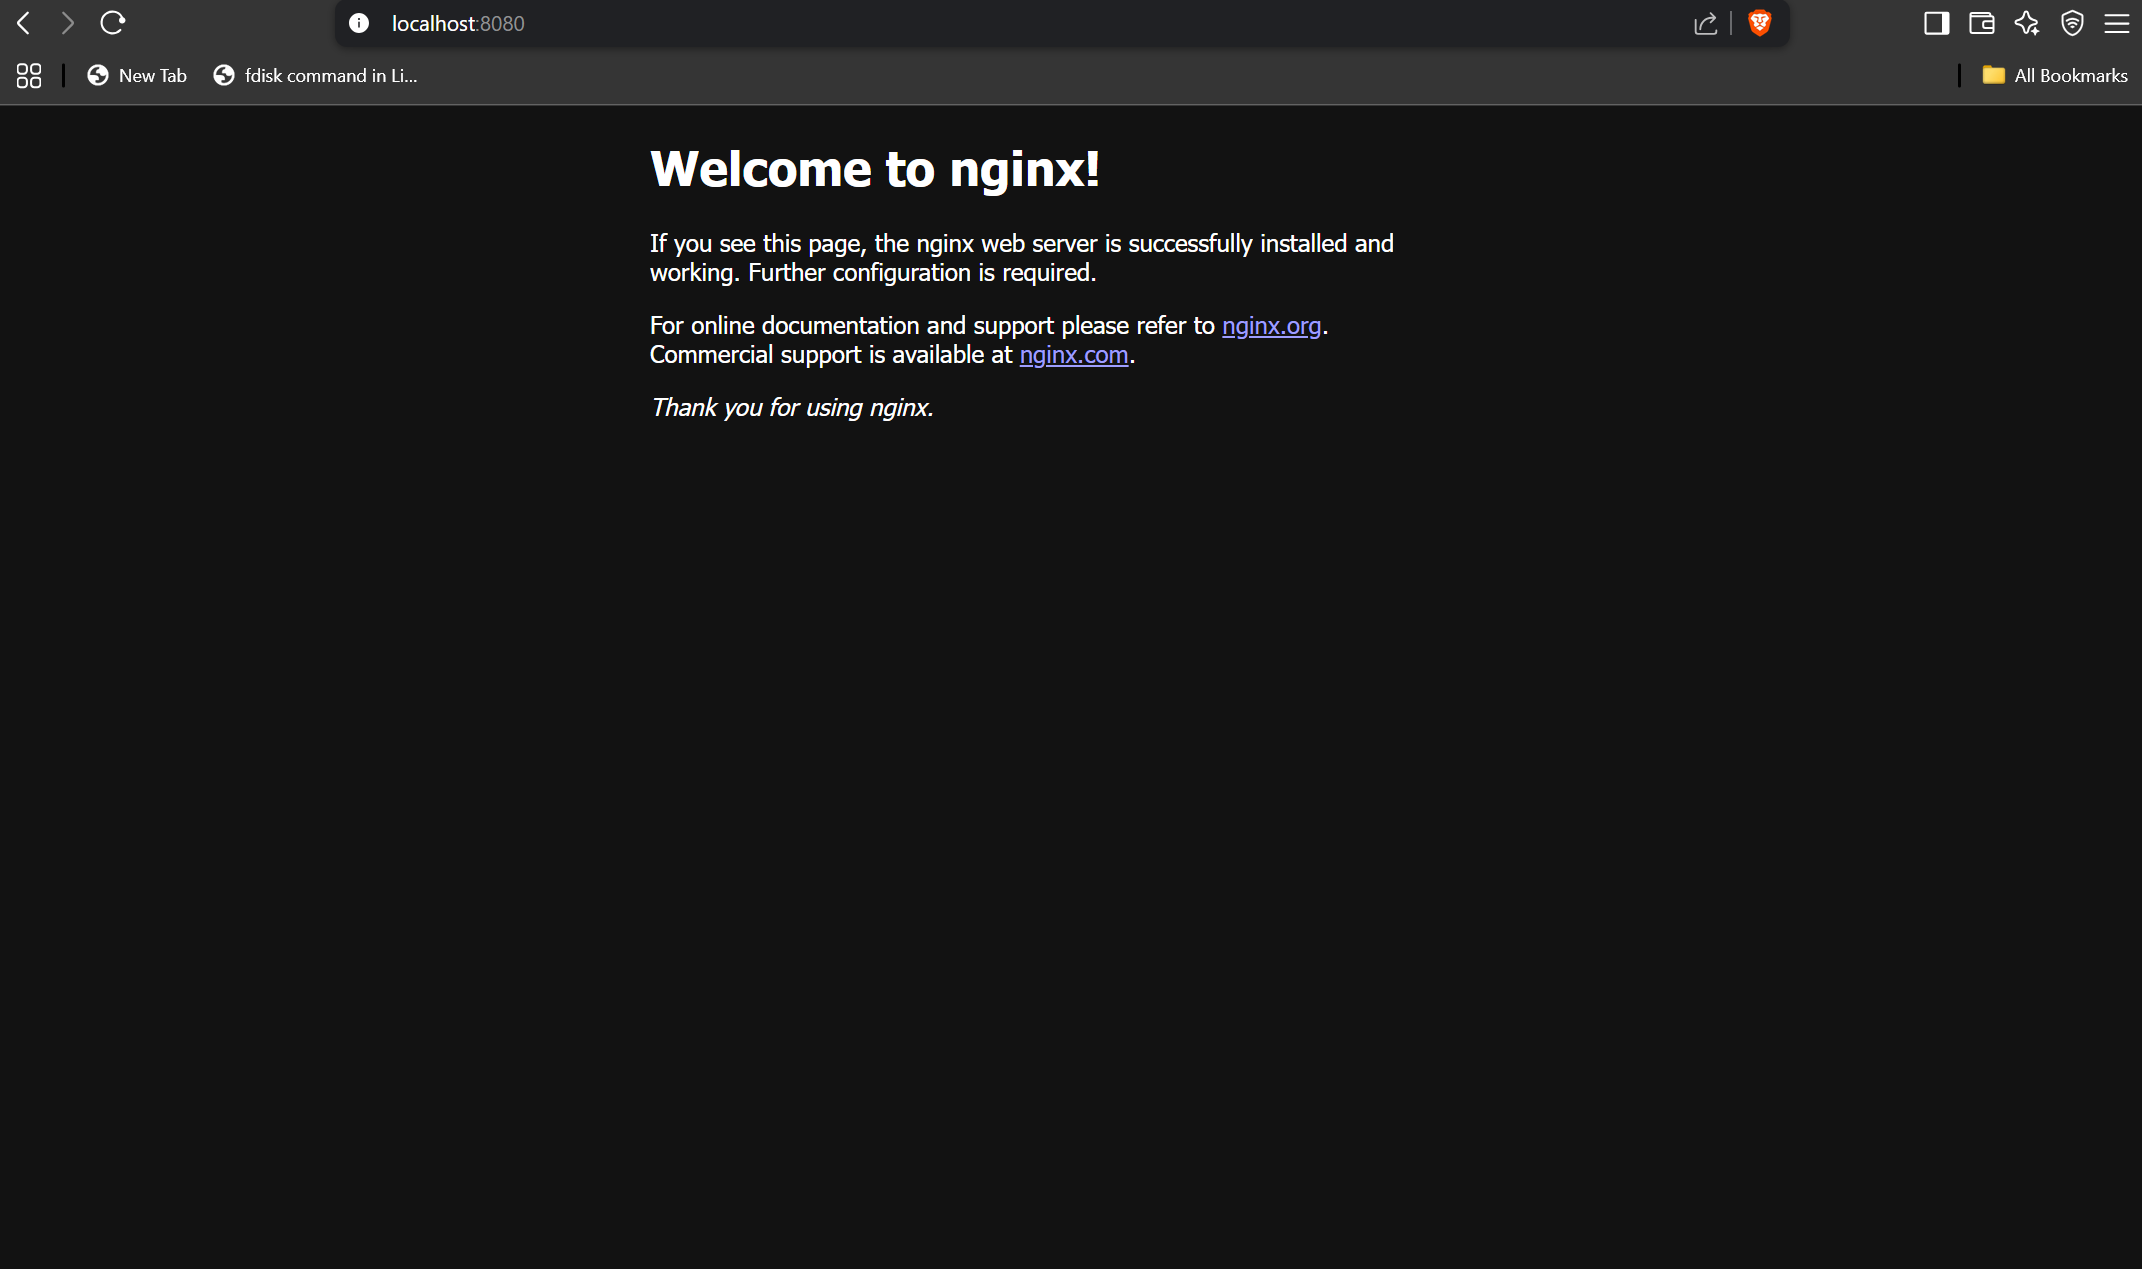 localhost:8080
New Tab
fdisk command in Li...
All Bookmarks
Welcome to nginx!
If you see this page, the nginx web server is successfully installed and
working. Further configuration is required.
For online documentation and support please refer to nginx.org.
Commercial support is available at nginx.com.
Thank you for using nginx.